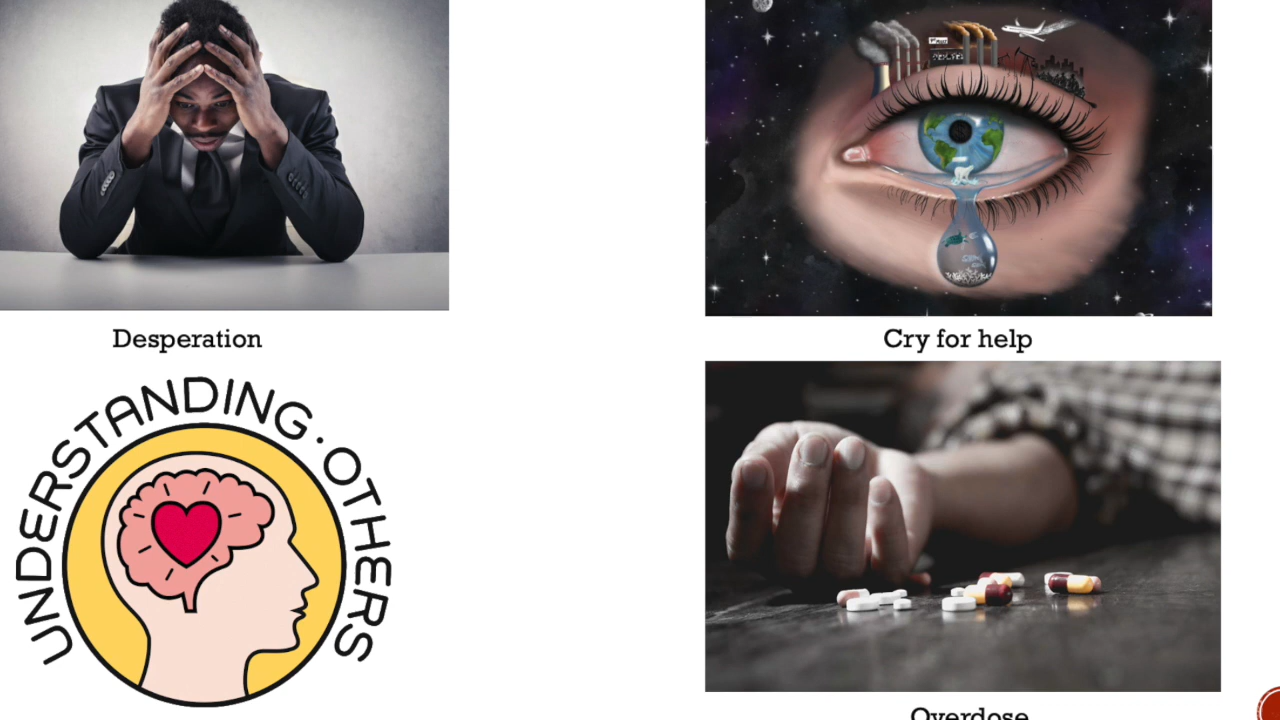 Desperation
Cry for help
UNDERSTANDING · OTHERS
Overdose